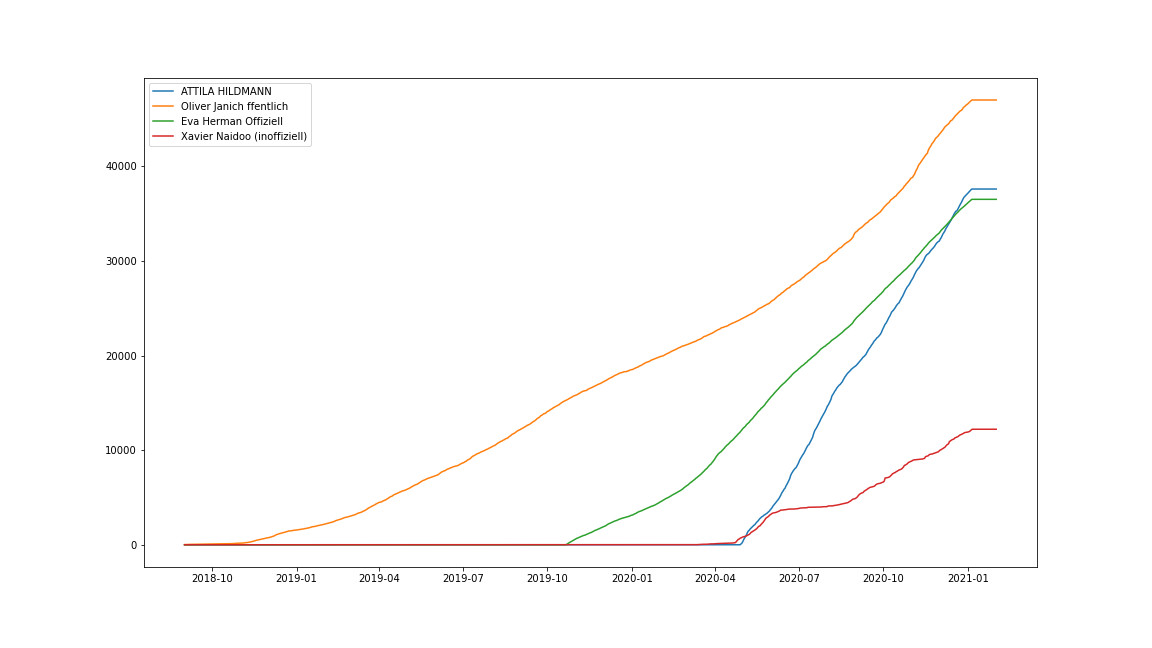 ATTILA HILDMANN
Oliver Janich ffentlich
Eva Herman Offiziell
Xavier Naidoo (inoffiziell)
40000
30000
20000
10000
0
2018-10 2019-01 2019-04 2019-07 2019-10 2020-01 2020-04 2020-07 2020-10 2021-01